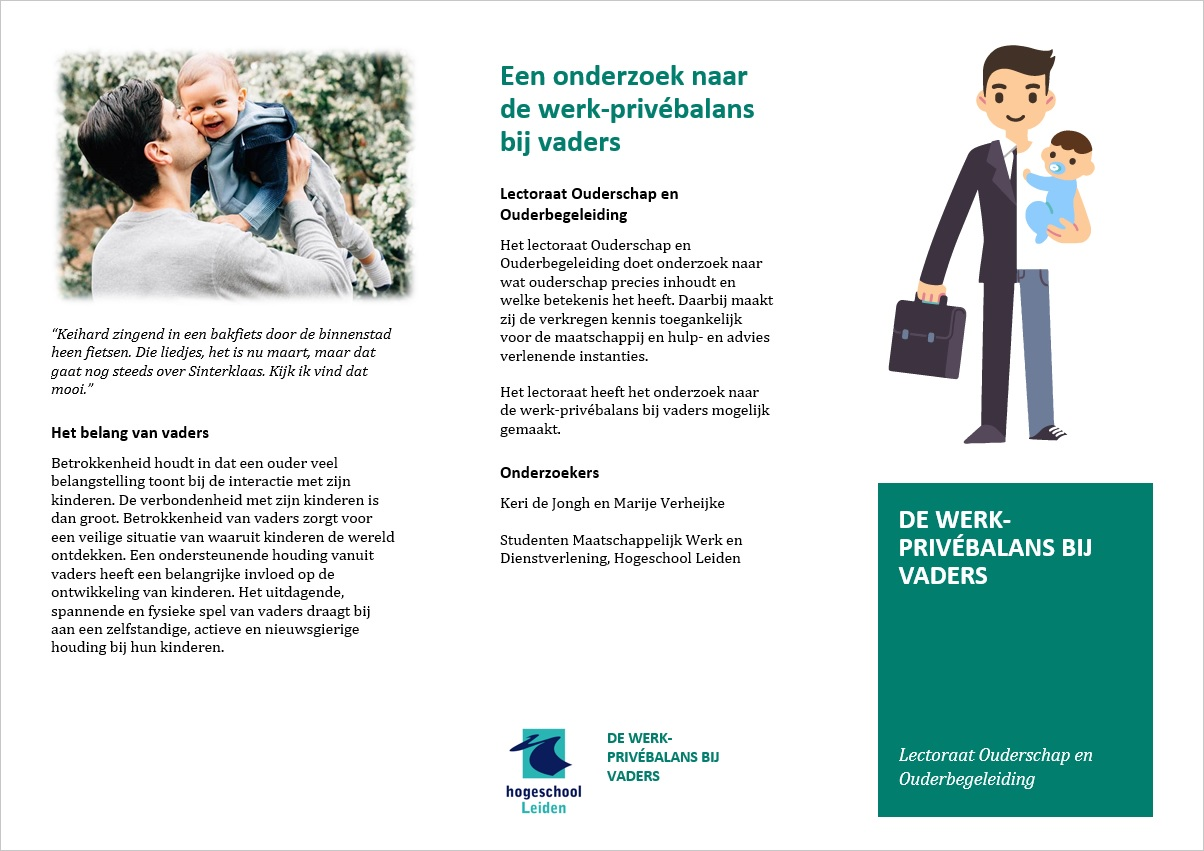 “Keihard zingend in een bakfiets door de binnenstad
heen fietsen. Die liedjes, het is nu maart, maar dat
gaat nog steeds over Sinterklaas. Kijk ik vind dat
mooi.”
Het belang van vaders
Betrokkenheid houdt in dat een ouder veel
belangstelling toont bij de interactie met zijn
kinderen. De verbondenheid met zijn kinderen is
dan groot. Betrokkenheid van vaders zorgt voor
een veilige situatie van waaruit kinderen de wereld
ontdekken. Een ondersteunende houding vanuit
vaders heeft een belangrijke invloed op de
ontwikkeling van kinderen. Het uitdagende,
spannende en fysieke spel van vaders draagt bij
aan een zelfstandige, actieve en nieuwsgierige
houding bij hun kinderen.
Een onderzoek naar
de werk-privébalans
bij vaders
Lectoraat Ouderschap en
Ouderbegeleiding
Het lectoraat Ouderschap en
Ouderbegeleiding doet onderzoek naar
wat ouderschap precies inhoudt en
welke betekenis het heeft. Daarbij maakt
zij de verkregen kennis toegankelijk
voor de maatschappij en hulp- en advies
verlenende instanties.
Het lectoraat heeft het onderzoek naar
de werk-privébalans bij vaders mogelijk
gemaakt.
Onderzoekers
Keri de Jongh en Marije Verheijke
Studenten Maatschappelijk Werk en
Dienstverlening, Hogeschool Leiden
hogeschool
Leiden
DE WERK-
PRIVÉBALANS BIJ
VADERS
DE WERK-
PRIVÉBALANS BIJ
VADERS
Lectoraat Ouderschap en
Ouderbegeleiding